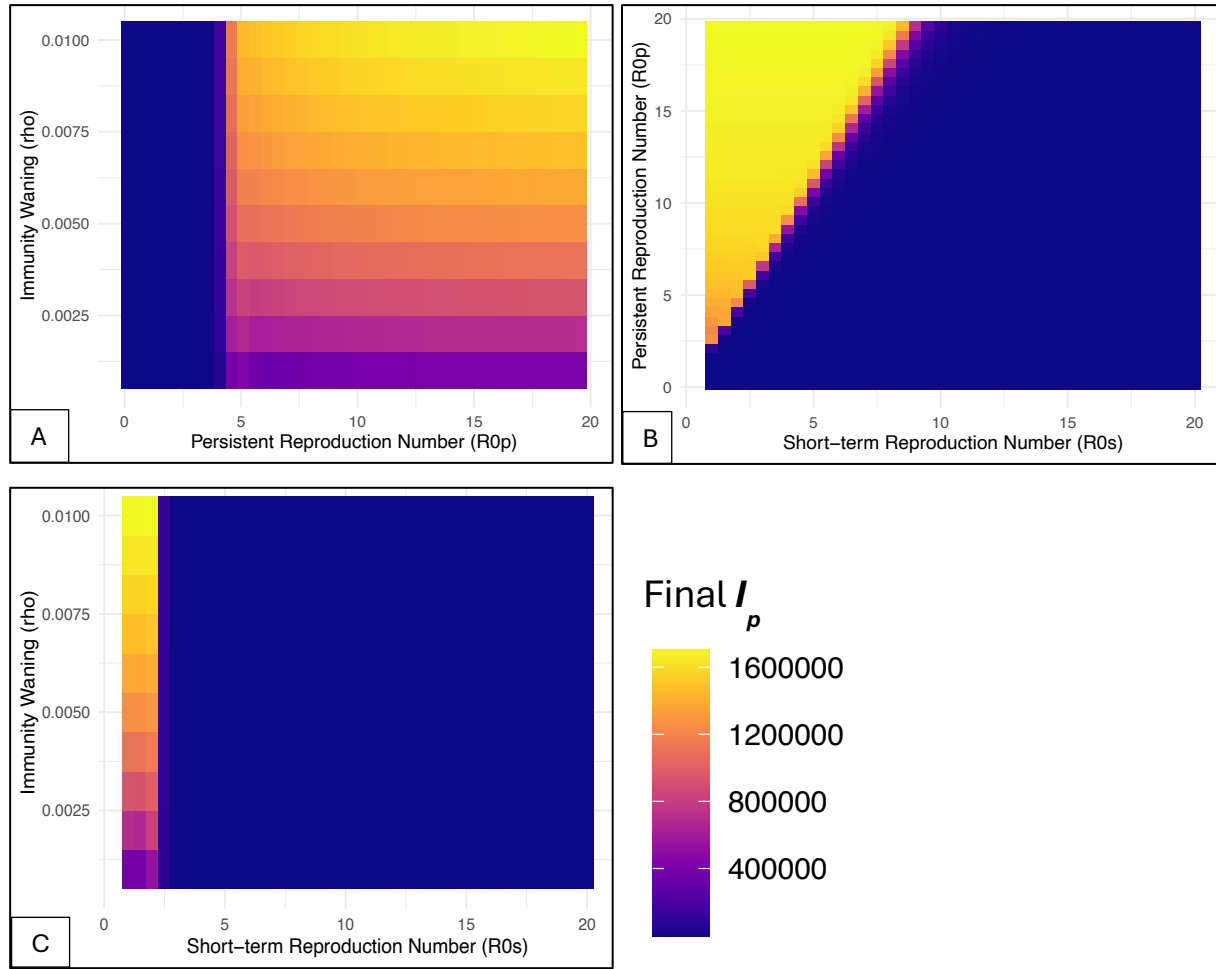 0.0100
0.0075
0.0050
0.0025
Immunity Waning (rho)
0 5 10 15 20
Persistent Reproduction Number (R0p)
A
20
15
10
5
0
Persistent Reproduction Number (R0p)
0 5 10 15 20
Short−term Reproduction Number (R0s)
B
0.0100
0.0075
0.0050
0.0025
Immunity Waning (rho)
0 5 10 15 20
Short−term Reproduction Number (R0s)
C
Final Ip
1600000
1200000
800000
400000